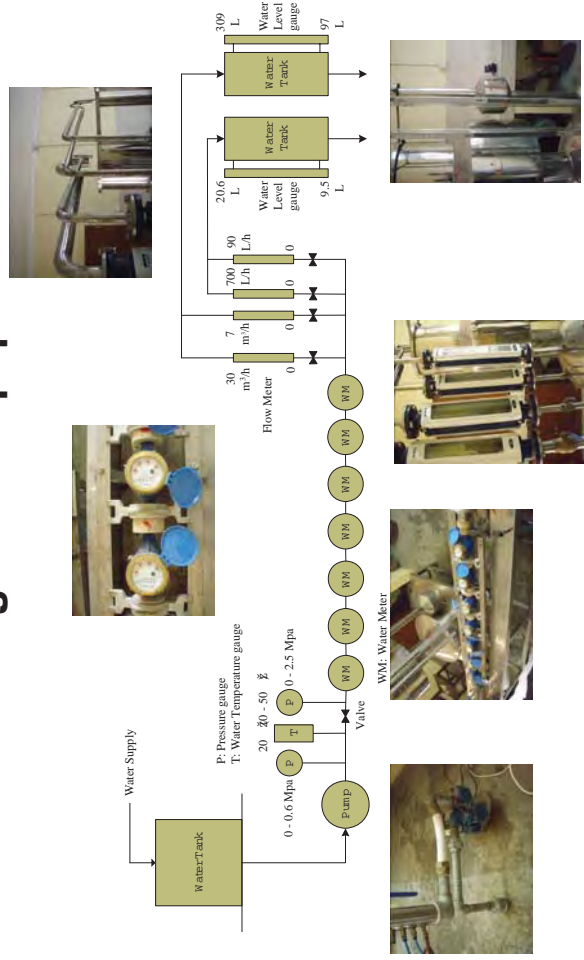 Water Supply
WaterTank
P: Pressure gauge
T: Water Temperature gauge
0 - 0.6 Mpa
20
0 - 50
0 - 2.5 Mpa
P
T
P
Pump
Valve
WM
WM
WM
WM
WM
WM
WM
WM: Water Meter
Flow Meter
30
m³/h
0
7
m³/h
0
700
L/h
0
90
L/h
0
20.6
L
Water
Level
gauge
9.5
L
Water
Tank
Water
Tank
309
L
Water
Level
gauge
97
L